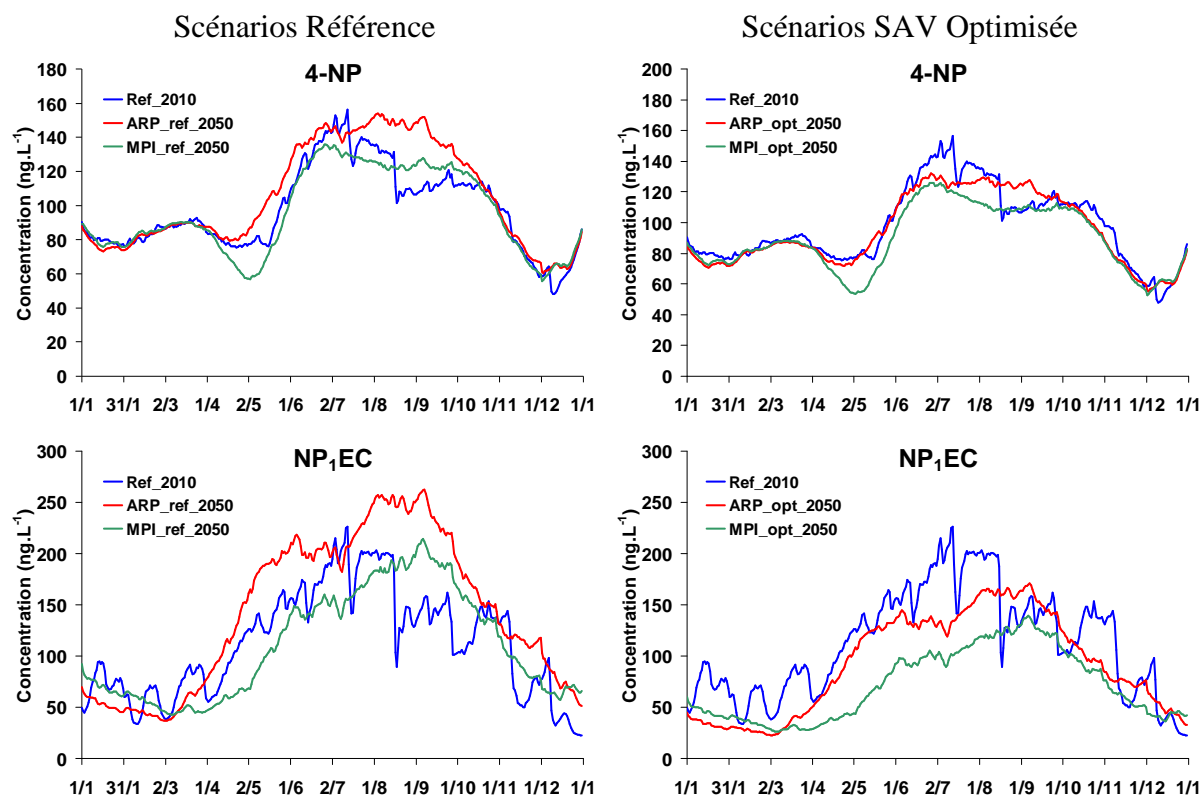 Scénarios Référence
Scénarios SAV Optimisée
4-NP
Concentration (ng.L-1)
180
160
140
120
100
80
60
40
20
0
Ref_2010
ARP_ref_2050
MPI_ref_2050
1/1 31/1 2/3 1/4 2/5 1/6 2/7 1/8 1/9 1/10 1/11 1/12 1/1
4-NP
Concentration (ng.L-1)
200
180
160
140
120
100
80
60
40
20
0
Ref_2010
ARP_opt_2050
MPI_opt_2050
1/1 31/1 2/3 1/4 2/5 1/6 2/7 1/8 1/9 1/10 1/11 1/12 1/1
NP1EC
Concentration (ng.L-1)
300
250
200
150
100
50
0
Ref_2010
ARP_ref_2050
MPI_ref_2050
1/1 31/1 2/3 1/4 2/5 1/6 2/7 1/8 1/9 1/10 1/11 1/12 1/1
NP1EC
Concentration (ng.L-1)
300
250
200
150
100
50
0
Ref_2010
ARP_opt_2050
MPI_opt_2050
1/1 31/1 2/3 1/4 2/5 1/6 2/7 1/8 1/9 1/10 1/11 1/12 1/1